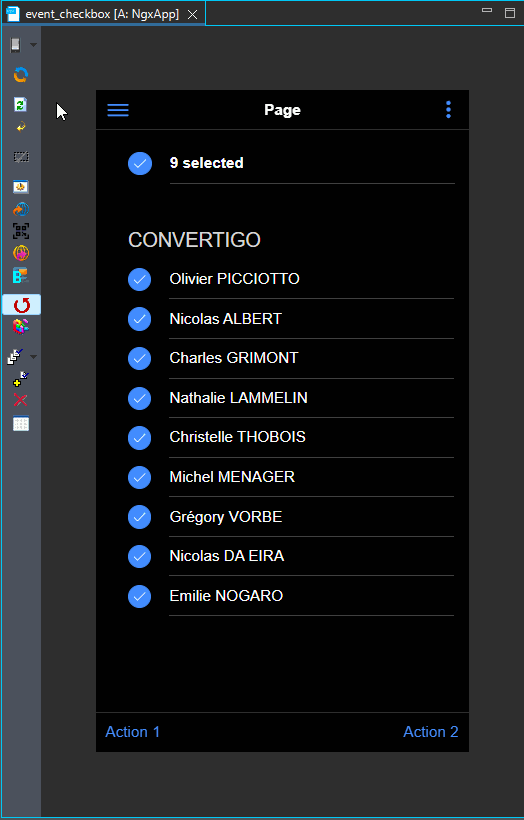 event_checkbox [A: NgxApp]
Page
9 selected
CONVERTIGO
Olivier PICCIOTTO
Nicolas ALBERT
Charles GRIMONT
Nathalie LAMMELIN
Christelle THOBOIS
Michel MENAGER
Grégory VORBE
Nicolas DA EIRA
Emilie NOGARO
Action 1 Action 2